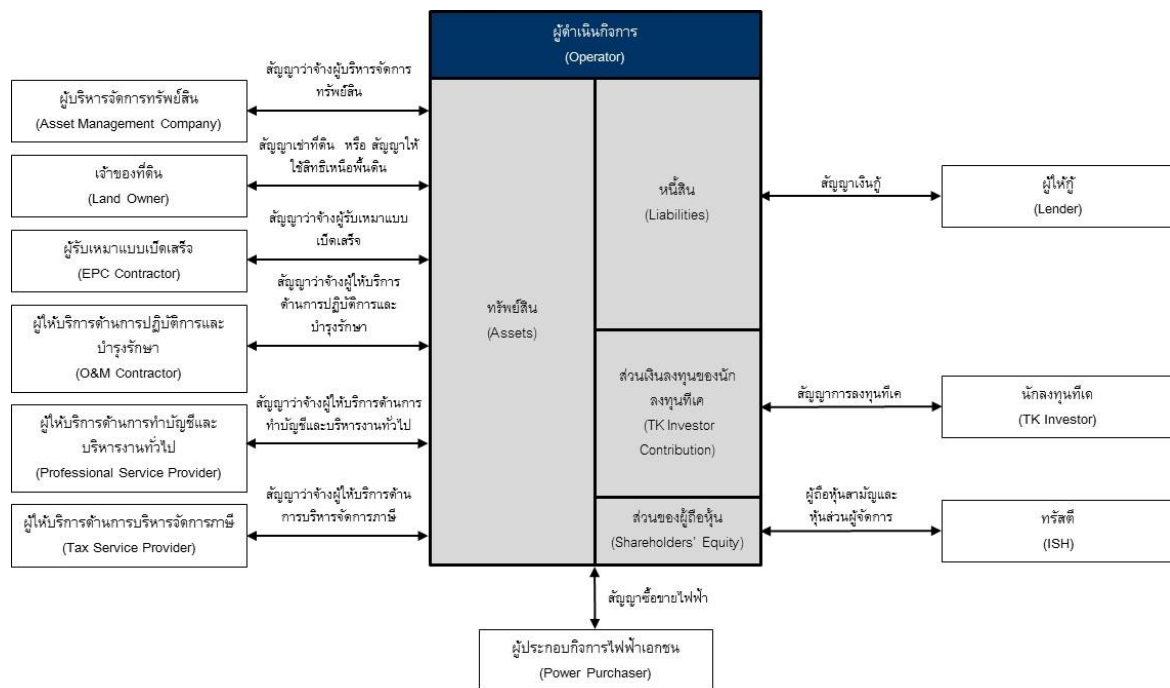 ผู้ดำเนินกิจการ
(Operator)
สัญญาว่าจ้างผู้บริหารจัดการ
ทรัพย์สิน
ผู้บริหารจัดการทรัพย์สิน
(Asset Management Company)
สัญญาเช่าที่ดิน หรือ สัญญาให้
ใช้สิทธิเหนือพื้นดิน
เจ้าของที่ดิน
(Land Owner)
สัญญาว่าจ้างผู้รับเหมาแบบ
เบ็ดเสร็จ
ผู้รับเหมาแบบเบ็ดเสร็จ
(EPC Contractor)
สัญญาว่าจ้างผู้ให้บริการ
ด้านการปฏิบัติการและ
บำรุงรักษา
ผู้ให้บริการด้านการปฏิบัติการและ
บำรุงรักษา
(O&M Contractor)
สัญญาว่าจ้างผู้ให้บริการด้านการ
ทำบัญชีและบริหารงานทั่วไป
ผู้ให้บริการด้านการทำบัญชีและ
บริหารงานทั่วไป
(Professional Service Provider)
สัญญาว่าจ้างผู้ให้บริการด้าน
การบริหารจัดการภาษี
ผู้ให้บริการด้านการบริหารจัดการภาษี
(Tax Service Provider)
ทรัพย์สิน
(Assets)
หนี้สิน
(Liabilities)
สัญญาเงินกู้
ผู้ให้กู้
(Lender)
ส่วนเงินลงทุนของนัก
ลงทุนทีเค
(TK Investor
Contribution)
สัญญาการลงทุนทีเค
นักลงทุนทีเค
(TK Investor)
ส่วนของผู้ถือหุ้น
(Shareholders' Equity)
ผู้ถือหุ้นสามัญและ
หุ้นส่วนผู้จัดการ
ทรัสตี
(ISH)
สัญญาซื้อขายไฟฟ้า
ผู้ประกอบกิจการไฟฟ้าเอกชน
(Power Purchaser)